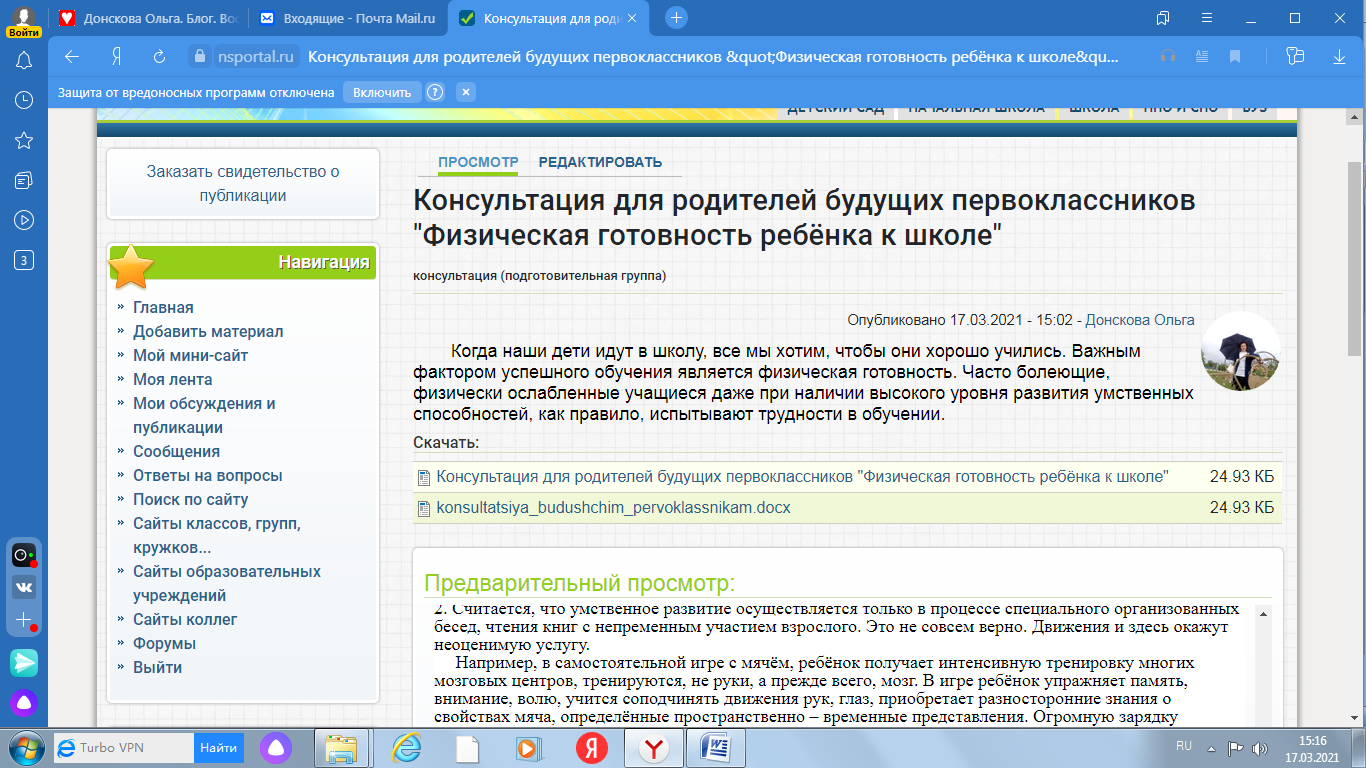 Войти
Донскова Ольга. Блог. Вос
Входящие - Почта Mail.ru
Консультация для роди
nsportal.ru
Консультация для родителей будущих первоклассников &quot;Физическая готовность ребёнка к школе&qu...
Защита от вредоносных программ отключена
Включить
?
ДЕТСКИЙ САД
НАЧАЛЬНАЯ ШКОЛА
ШКОЛА
НПО И СПО
ВУЗ
3
Заказать свидетельство о
публикации
Навигация
Главная
Добавить материал
Мой мини-сайт
Моя лента
Мои обсуждения и
публикации
Сообщения
Ответы на вопросы
Поиск по сайту
Сайты классов, групп,
кружков...
Сайты образовательных
учреждений
Сайты коллег
Форумы
Выйти
ПРОСМОТР
РЕДАКТИРОВАТЬ
Консультация для родителей будущих первоклассников
"Физическая готовность ребёнка к школе"
консультация (подготовительная группа)
Опубликовано 17.03.2021 - 15:02 - Донскова Ольга
Когда наши дети идут в школу, все мы хотим, чтобы они хорошо учились. Важным
фактором успешного обучения является физическая готовность. Часто болеющие,
физически ослабленные учащиеся даже при наличии высокого уровня развития умственных
способностей, как правило, испытывают трудности в обучении.
Скачать:
Консультация для родителей будущих первоклассников "Физическая готовность ребёнка к школе" 24.93 КБ
konsultatsiya_budushchim_pervoklassnikam.docx 24.93 КБ
Предварительный просмотр:
2. Считается, что умственное развитие осуществляется только в процессе специального организованных
бесед, чтения книг с непременным участием взрослого. Это не совсем верно. Движения и здесь окажут
неоценимую услугу.
Например, в самостоятельной игре с мячём, ребёнок получает интенсивную тренировку многих
мозговых центров, тренируются, не руки, а прежде всего, мозг. В игре ребёнок упражняет память,
внимание, волю, учится соподчинять движения рук, глаз, приобретает разносторонние знания о
свойствах мяча, определённые пространственно – временные представления. Огромную зарядку
Turbo VPN
Найти
RU
15:16
17.03.2021